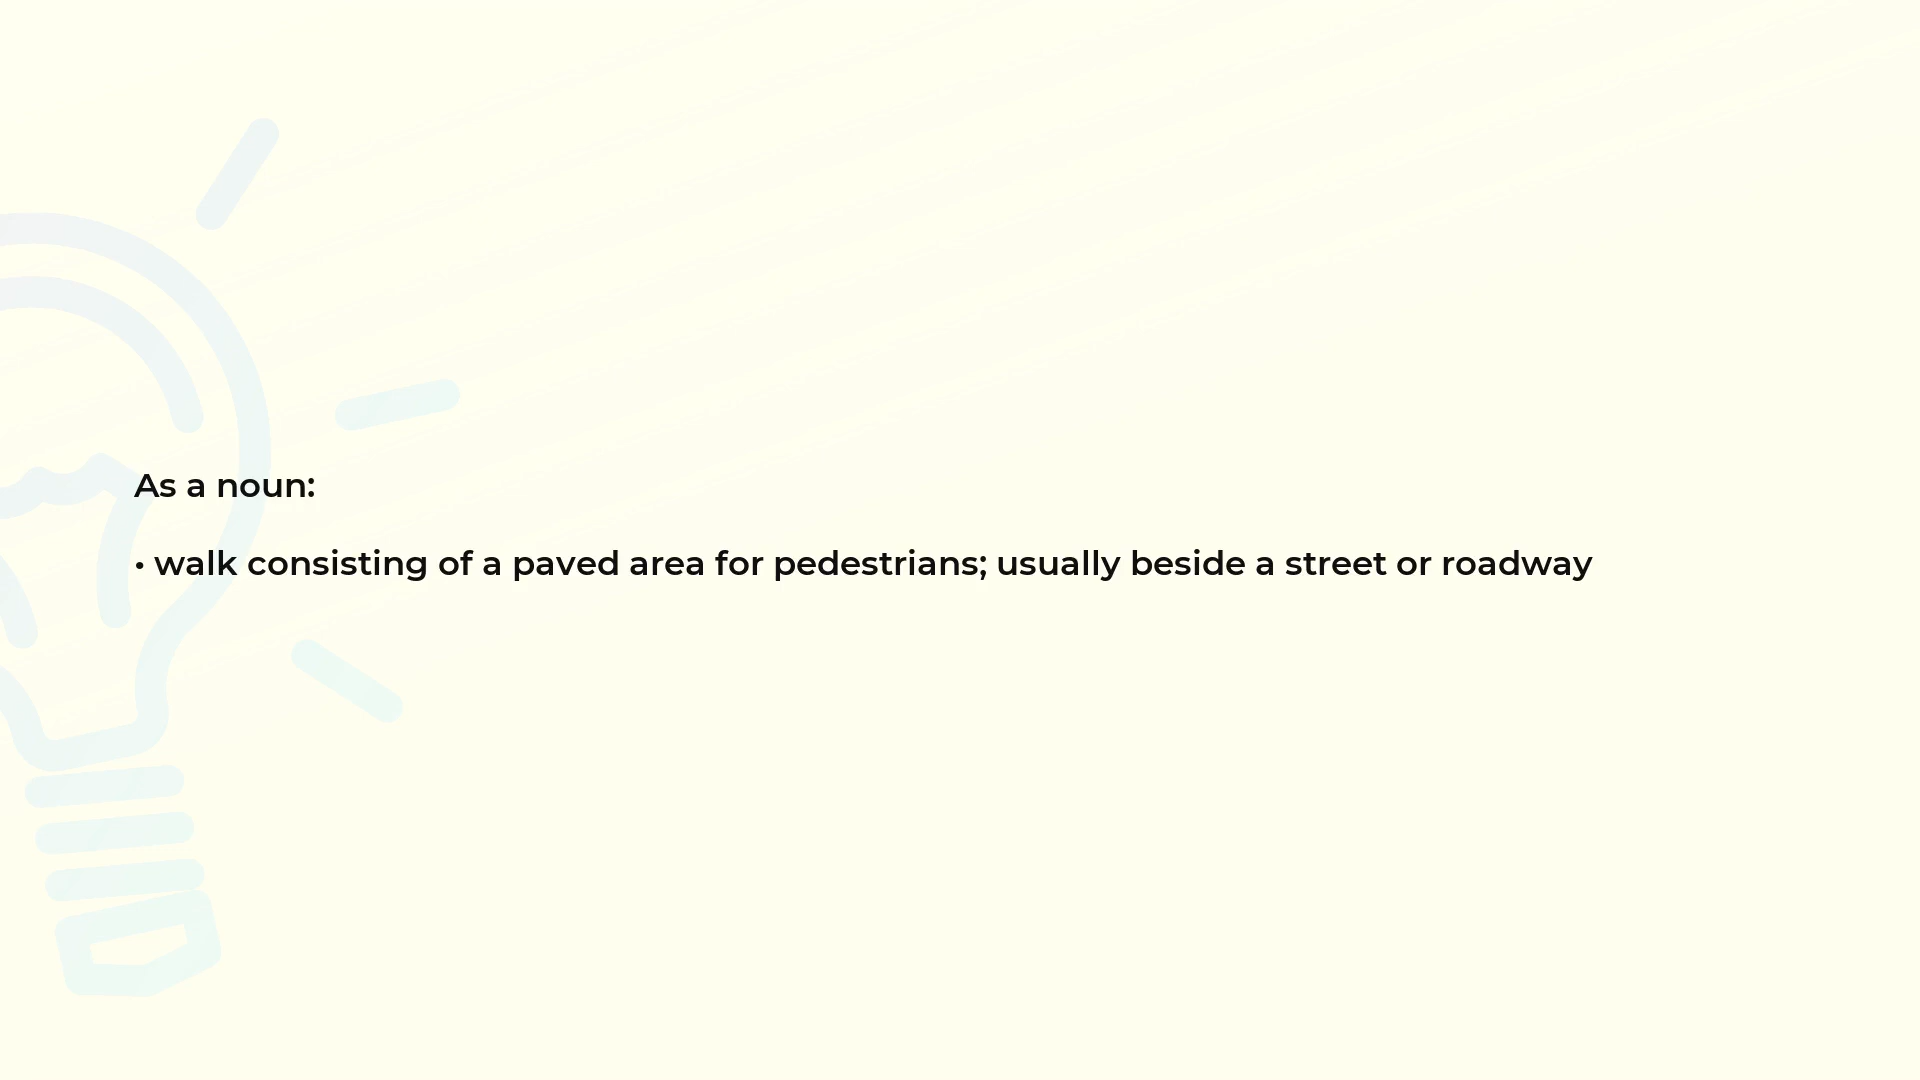 As a noun:
• walk consisting of a paved area for pedestrians; usually beside a street or roadway